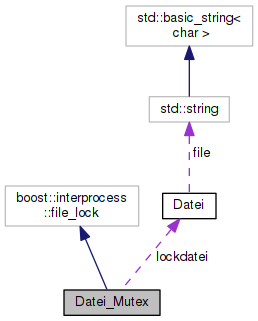 std::basic_string<
char >
std::string
file
boost::interprocess
::file_lock
Datei
lockdatei
Datei_Mutex